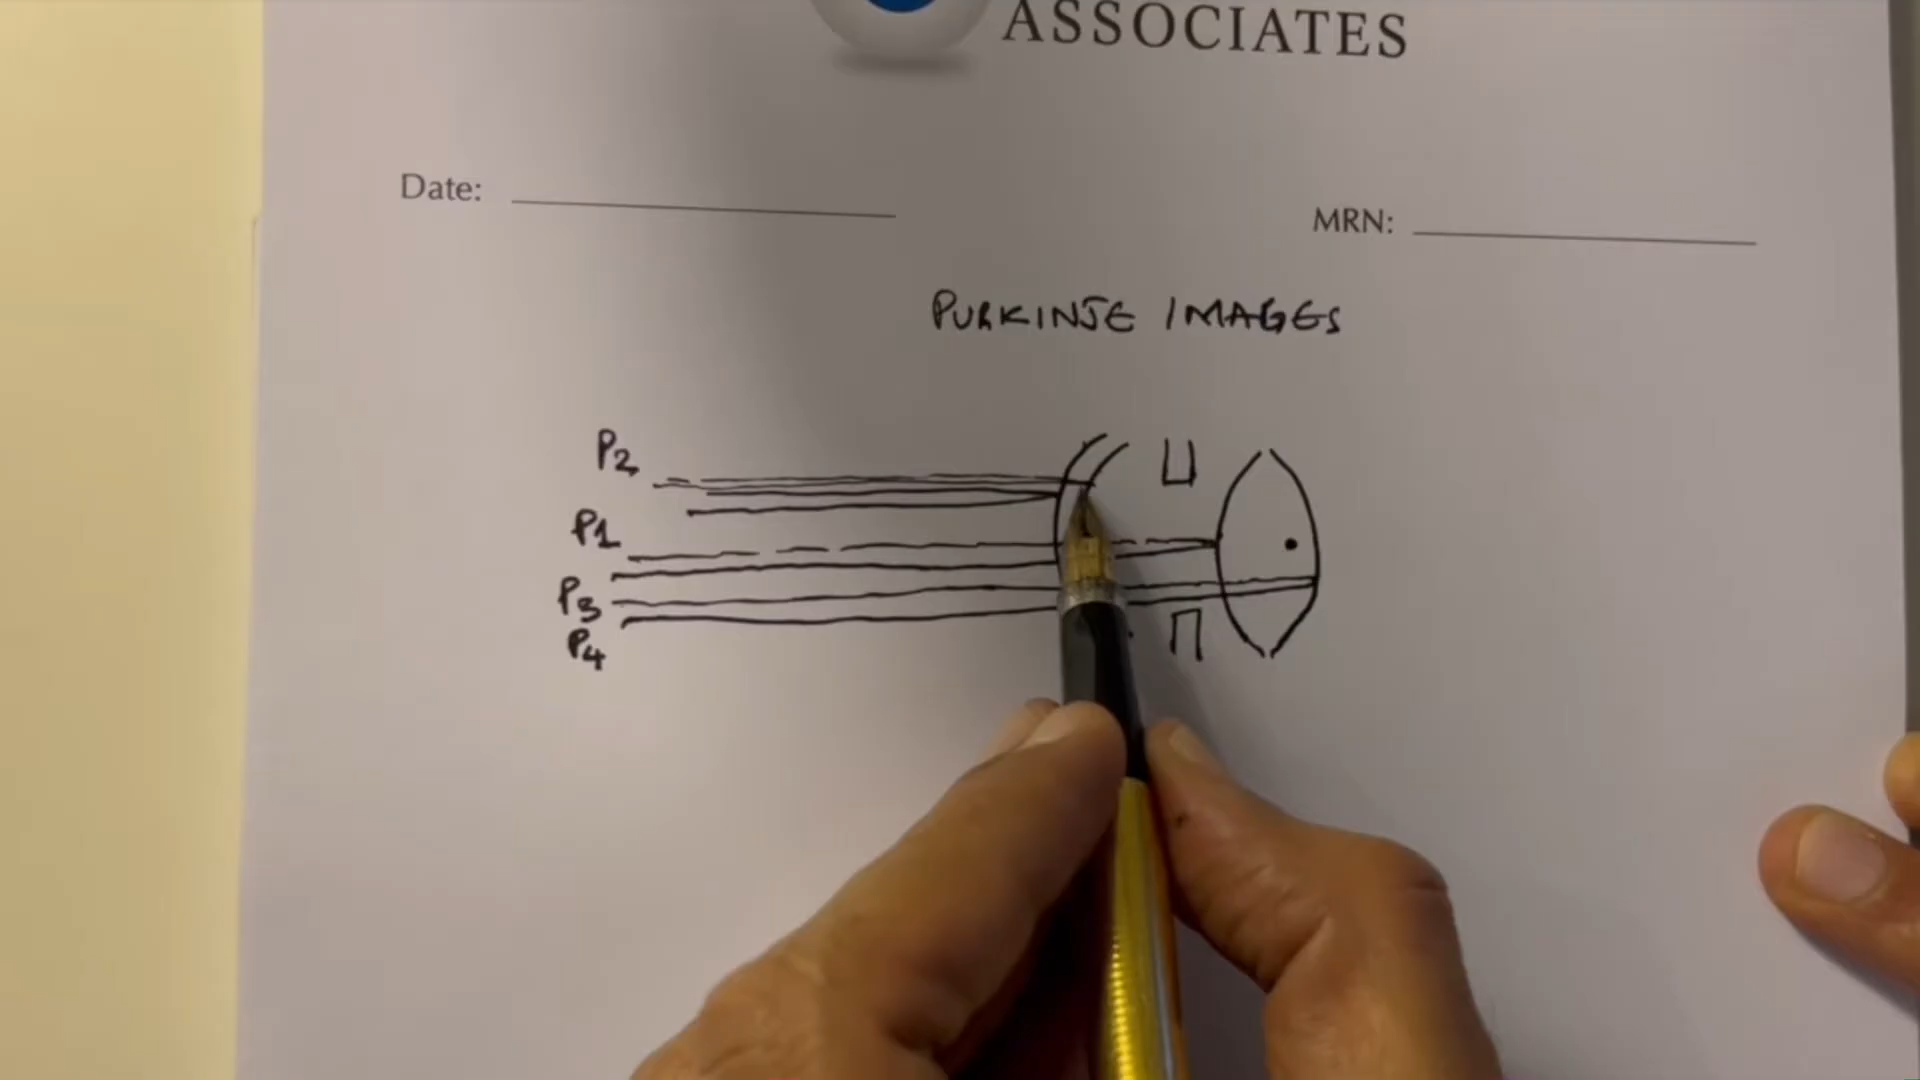 ASSOCIATES
Date:
MRN:
PURKINJE IMAGES
P2
P1
P3
P4